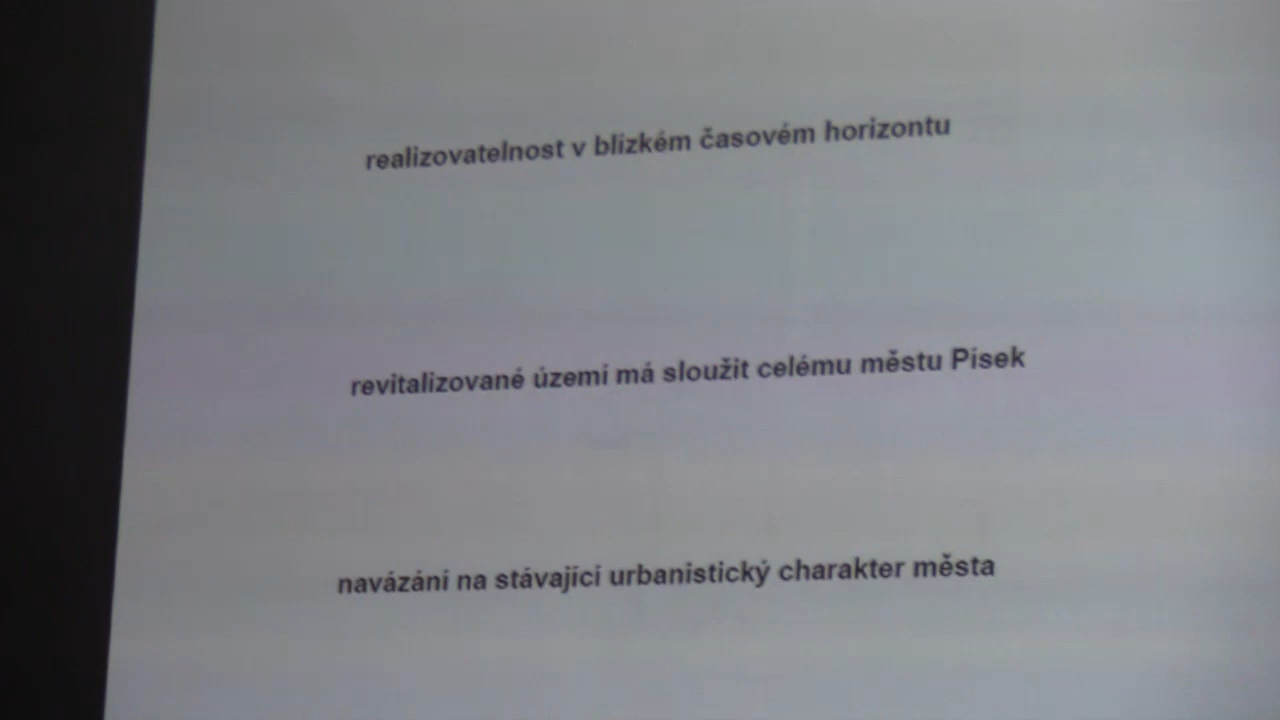 realizovatelnost v blízkém časovém horizontu
revitalizované území má sloužit celému městu Písek
navázání na stávající urbanistický charakter města